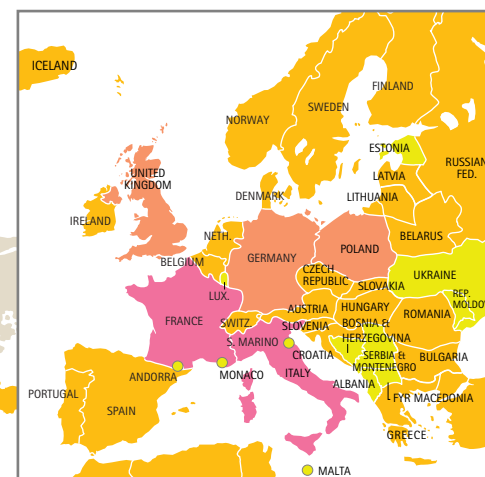 ICELAND
FINLAND
SWEDEN
NORWAY
ESTONIA
RUSSIAN
FED.
LATVIA
UNITED
KINGDOM
DENMARK
LITHUANIA
IRELAND
NETH.
BELARUS
POLAND
BELGIUM
GERMANY
CZECH
REPUBLIC
UKRAINE
SLOVAKIA
LUX.
REP.
MOLDOV
AUSTRIA
HUNGARY
FRANCE
SWITZ.
SLOVENIA
BOSNIA &
HERZEGOVINA
ROMANIA
S. MARINO
CROATIA
SERBIA &
MONTENEGRO
BULGARIA
ANDORRA
MONACO
ITALY
ALBANIA
PORTUGAL
SPAIN
FYR MACEDONIA
GREECE
MALTA